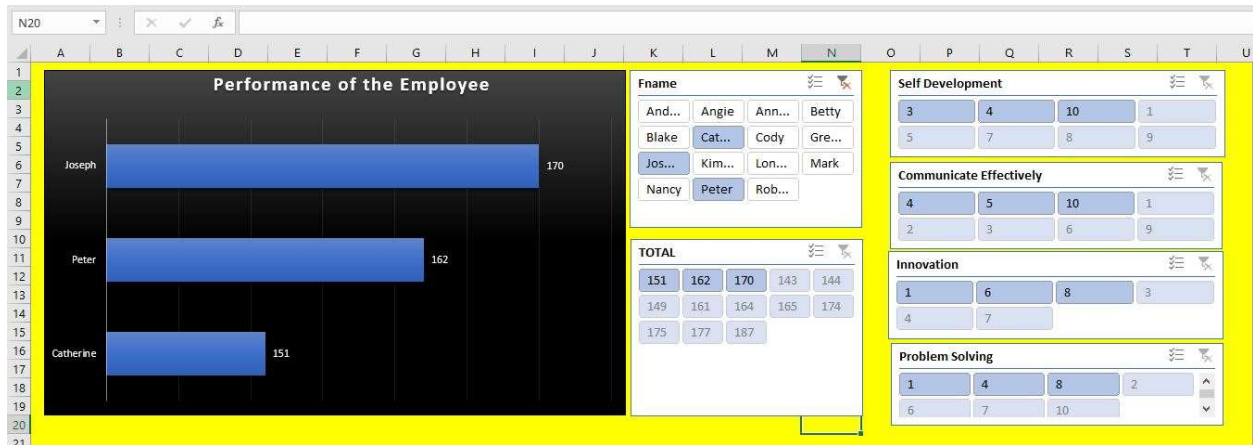 N20 fx
A B C D E F G H I J K L M N O P Q R S T U
1
2
3
4
5
6
7
8
9
10
11
12
13
14
15
16
17
18
19
20
21
Performance of the Employee
Joseph 170
Peter 162
Catherine 151
Fname
And... Angie Ann... Betty
Blake Cat... Cody Gre...
Jos... Kim... Lon... Mark
Nancy Peter Rob...
TOTAL
151 162 170 143 144
149 161 164 165 174
175 177 187
Self Development
3 4 10 1
5 7 8 9
Communicate Effectively
4 5 10 1
2 3 6 9
Innovation
1 6 8 3
4 7
Problem Solving
1 4 8 2
6 7 10